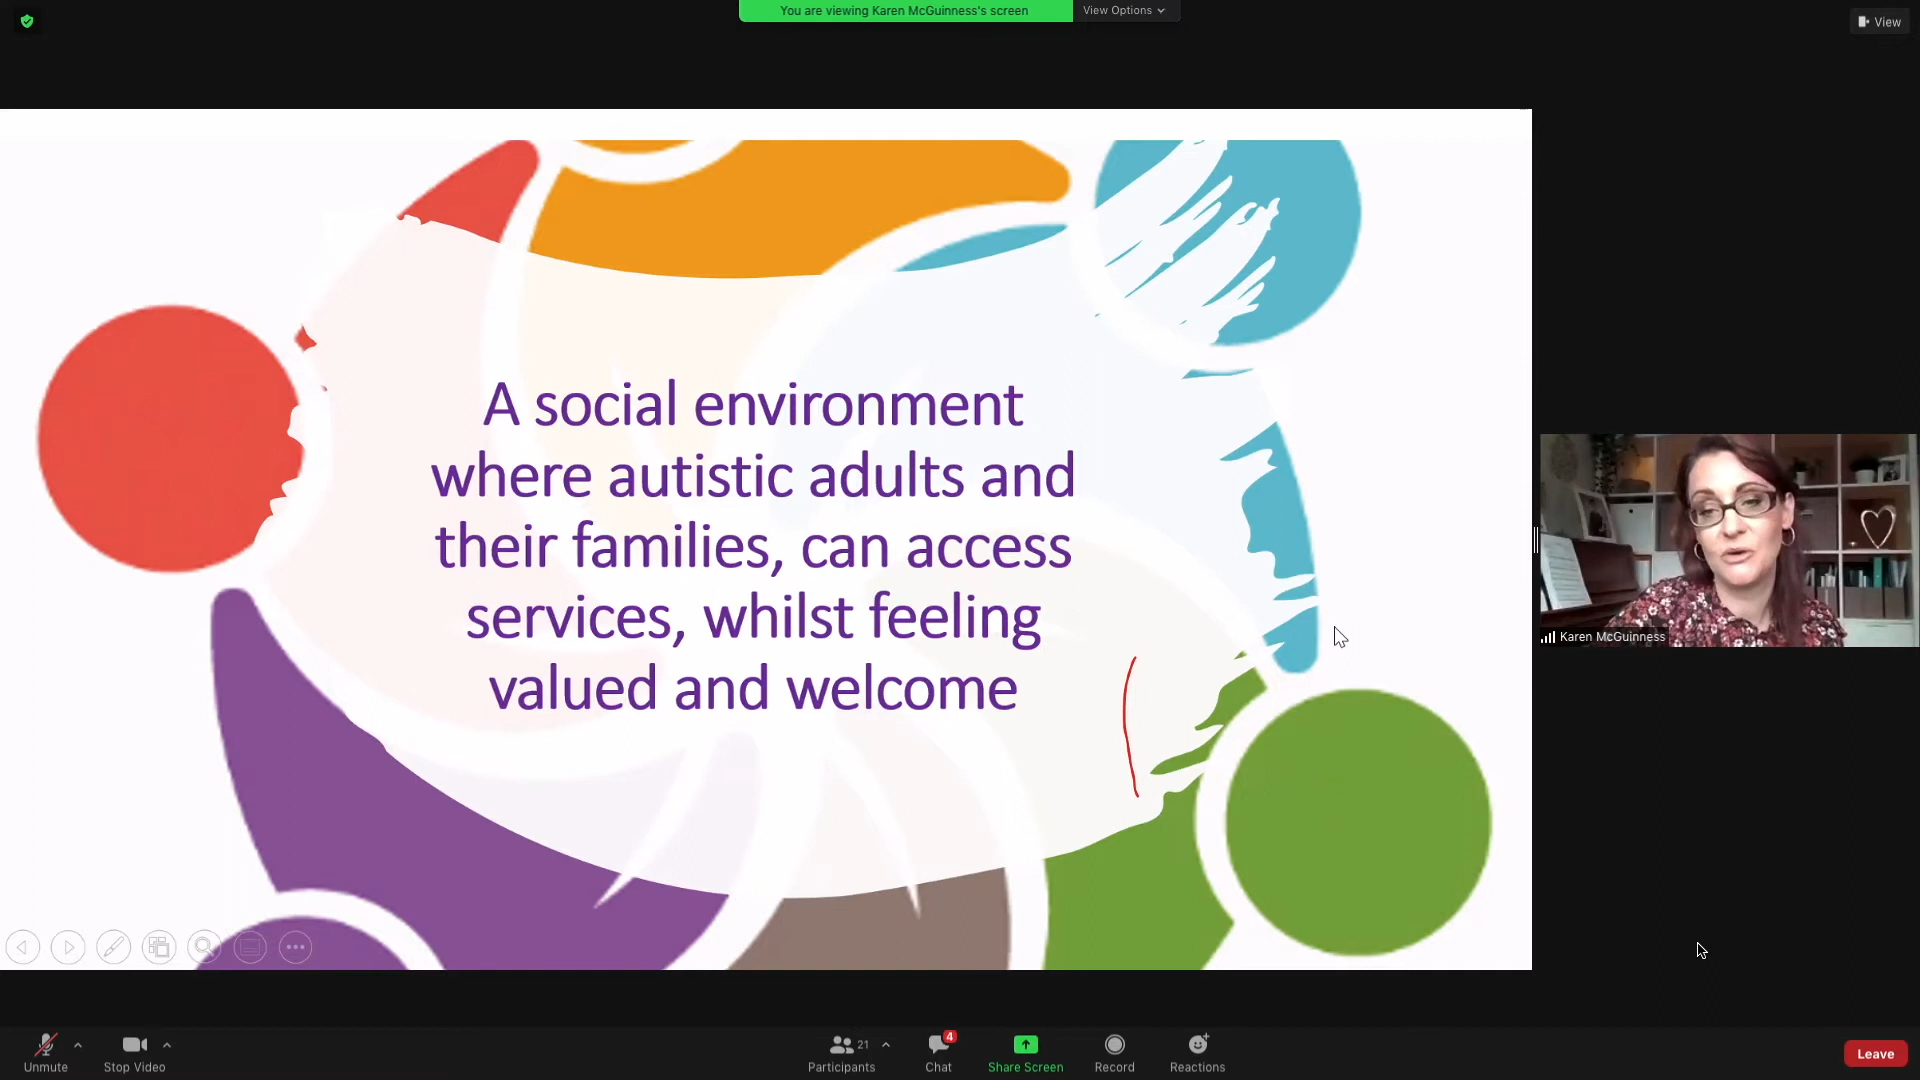 You are viewing Karen McGuinness's screen
View Options
View
A social environment
where autistic adults and
their families, can access
services, whilst feeling
valued and welcome
Karen McGuinness
Unmute
Stop Video
21
Participants
4
Chat
Share Screen
Record
Reactions
Leave